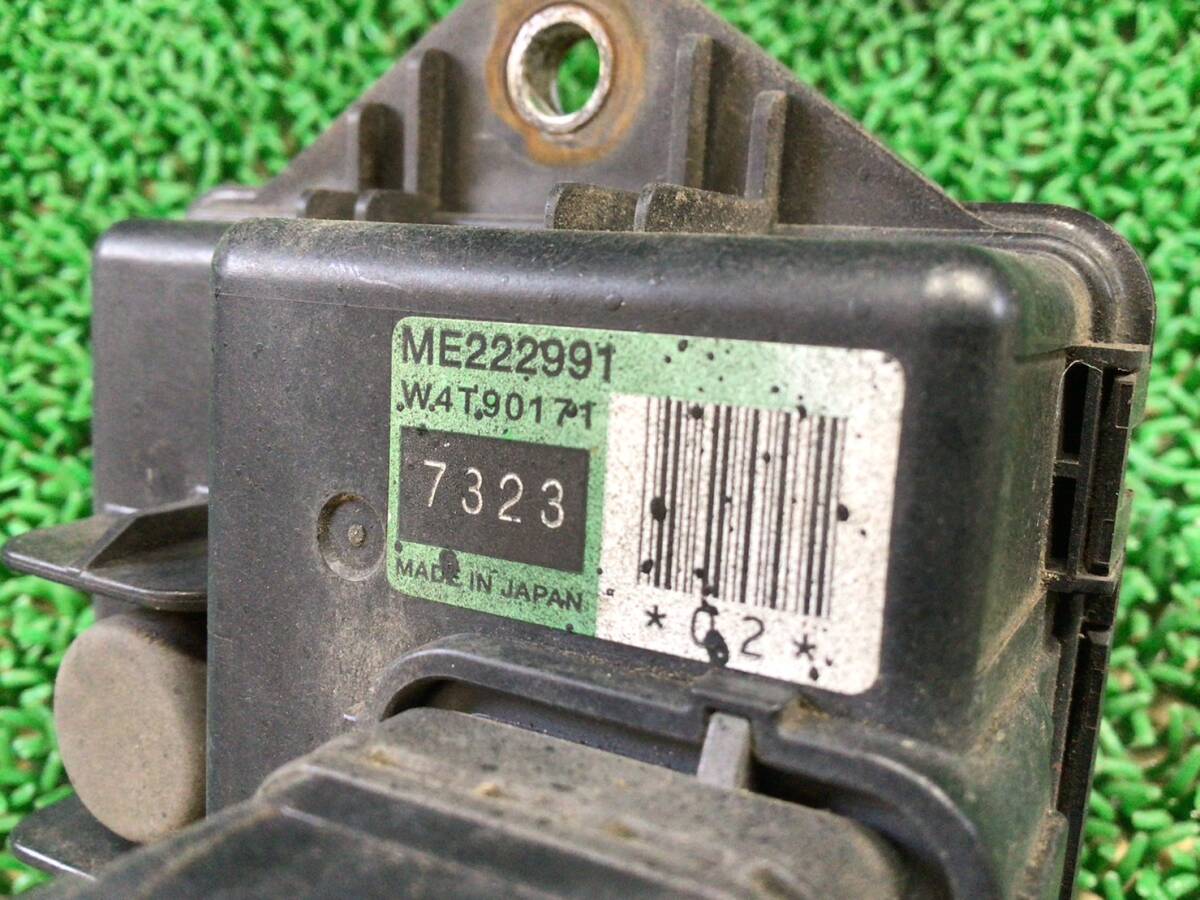 ME222991
W4T90171
7323
MADE IN JAPAN
*02*